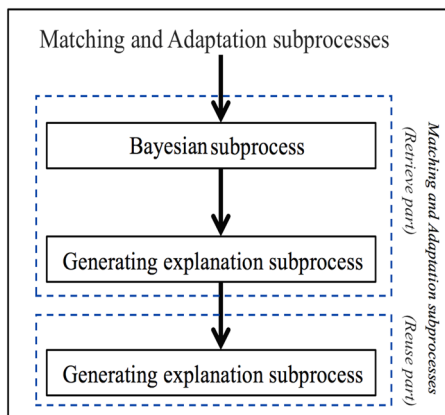 Matching and Adaptation subprocesses
Bayesian subprocess
Generating explanation subprocess
Generating explanation subprocess
Matching and Adaptation subprocesses
(Retrieve part)
(Reuse part)